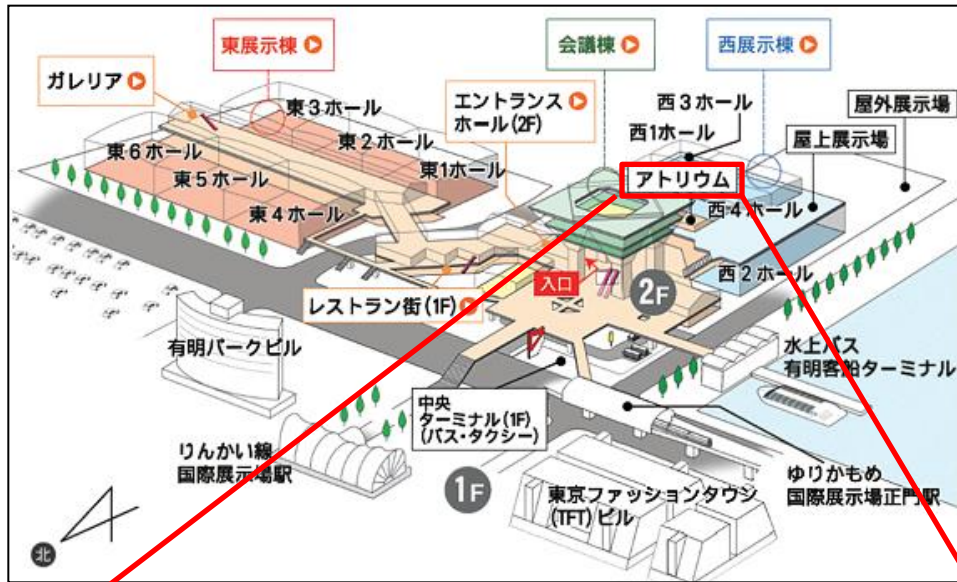 東展示棟
会議棟
西展示棟
ガレリア
東3ホール
エントランス
ホール(2F)
西3ホール
屋外展示場
東2ホール
西1ホール
屋上展示場
東6ホール
東1ホール
東5ホール
アトリウム
東4ホール
西4ホール
入口
西2ホール
レストラン街(1F)
2F
有明パークビル
水上バス
有明客船ターミナル
中央
ターミナル(1F)
(バス・タクシー)
りんかい線
国際展示場駅
ゆりかもめ
国際展示場正門駅
1F
東京ファッションタウン
(TFT)ビル
北